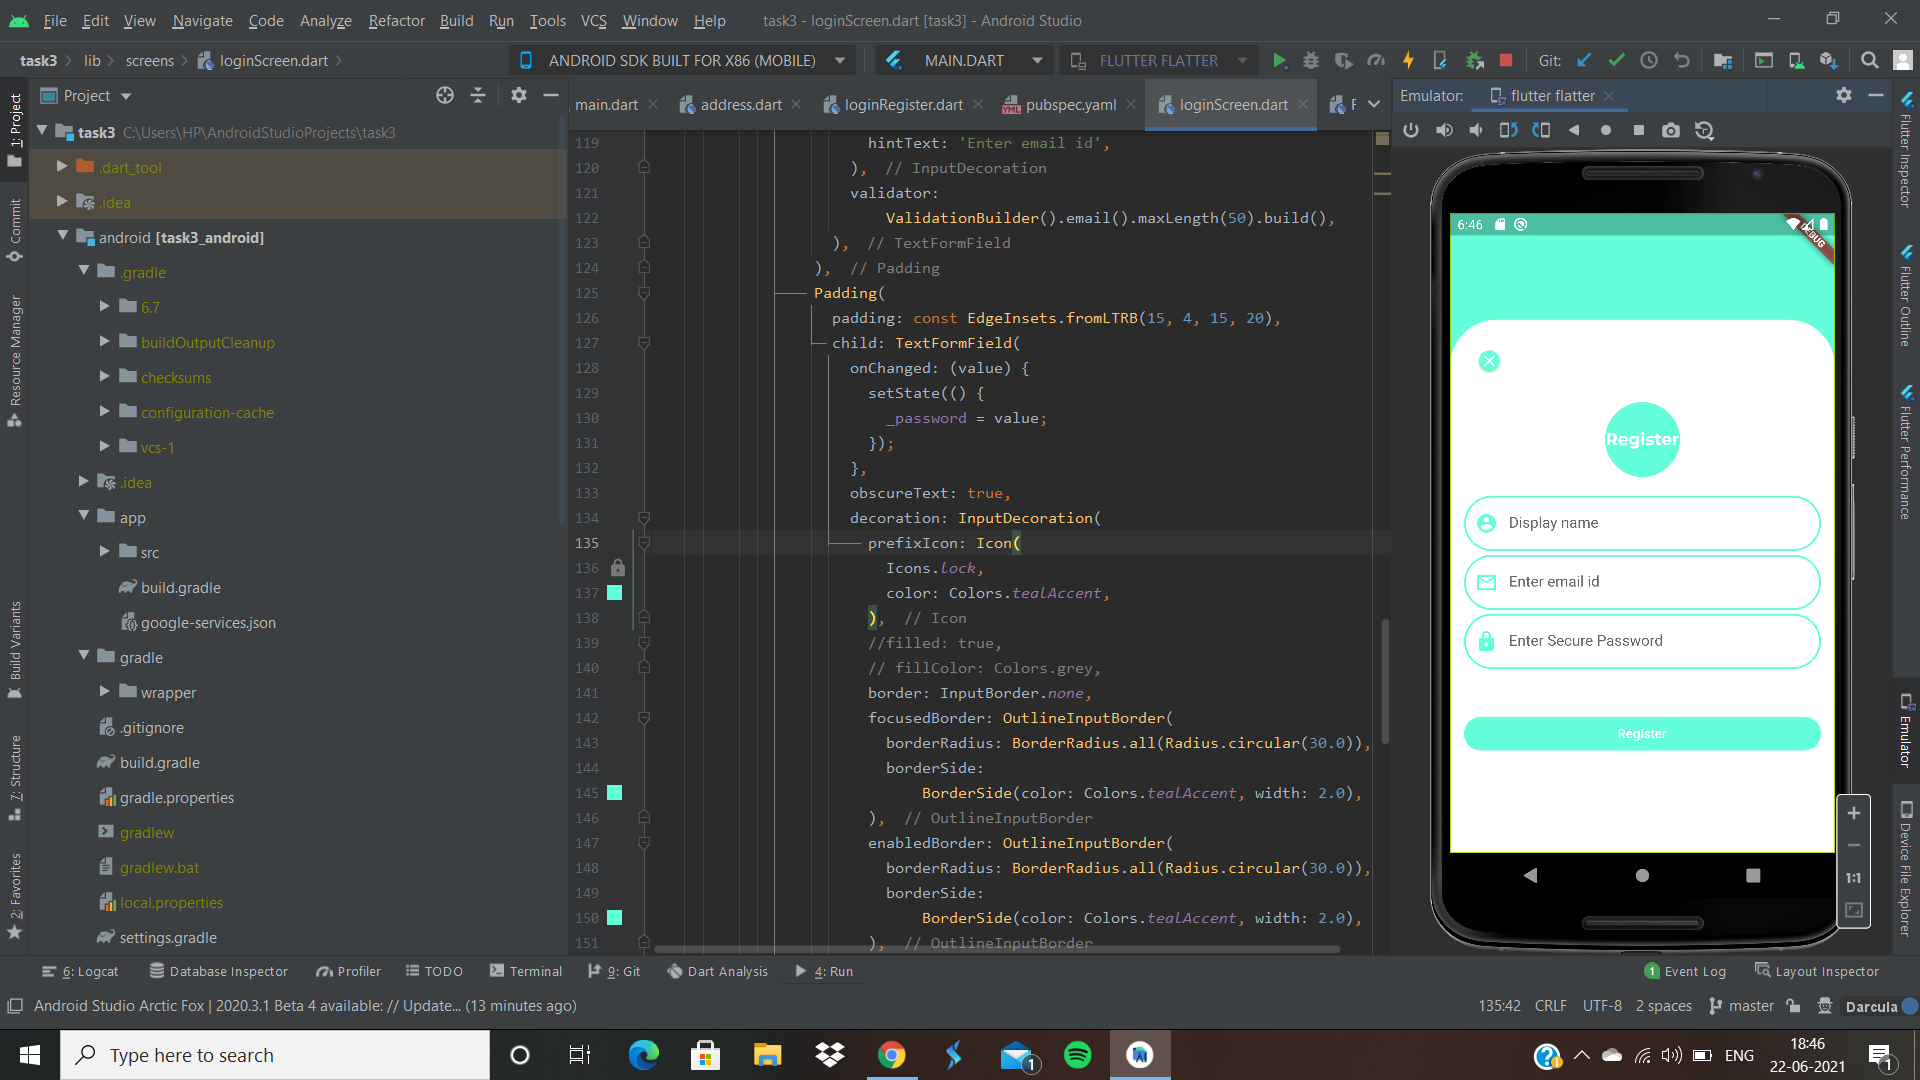 File Edit View Navigate Code Analyze Refactor Build Run Tools VCS Window Help task3 - loginScreen.dart [task3] - Android Studio
task3 lib screens loginScreen.dart ANDROID SDK BUILT FOR X86 (MOBILE) MAIN.DART FLUTTER FLATTER Git:
Project
main.dart address.dart loginRegister.dart pubspec.yaml loginScreen.dart
Emulator: flutter flatter
1: Project
Commit
Resource Manager
Build Variants
7: Structure
2: Favorites
task3 C:\Users\HP\AndroidStudioProjects\task3
.dart_tool
.idea
android [task3_android]
.gradle
6.7
buildOutputCleanup
checksums
configuration-cache
vcs-1
.idea
app
src
build.gradle
google-services.json
gradle
wrapper
.gitignore
build.gradle
gradle.properties
gradlew
gradlew.bat
local.properties
settings.gradle
119 hintText: 'Enter email id',
120 ), // InputDecoration
121 validator:
122 ValidationBuilder().email().maxLength(50).build(),
123 ), // TextFormField
124 ), // Padding
125 Padding(
126 padding: const EdgeInsets.fromLTRB(15, 4, 15, 20),
127 child: TextFormField(
128 onChanged: (value) {
129 setState(() {
130 _password = value;
131 });
132 },
133 obscureText: true,
134 decoration: InputDecoration(
135 prefixIcon: Icon(
136 Icons.lock,
137 color: Colors.tealAccent,
138 ), // Icon
139 //filled: true,
140 // fillColor: Colors.grey,
141 border: InputBorder.none,
142 focusedBorder: OutlineInputBorder(
143 borderRadius: BorderRadius.all(Radius.circular(30.0)),
144 borderSide:
145 BorderSide(color: Colors.tealAccent, width: 2.0),
146 ), // OutlineInputBorder
147 enabledBorder: OutlineInputBorder(
148 borderRadius: BorderRadius.all(Radius.circular(30.0)),
149 borderSide:
150 BorderSide(color: Colors.tealAccent, width: 2.0),
151 ), // OutlineInputBorder
6:46
DEBUG
Register
Display name
Enter email id
Enter Secure Password
Register
1:1
Flutter Inspector
Flutter Outline
Flutter Performance
Emulator
Device File Explorer
6: Logcat Database Inspector Profiler TODO Terminal 9: Git Dart Analysis 4: Run 1 Event Log Layout Inspector
Android Studio Arctic Fox | 2020.3.1 Beta 4 available: // Update... (13 minutes ago) 135:42 CRLF UTF-8 2 spaces master Darcula
Type here to search 1 ENG 18:46
22-06-2021 1